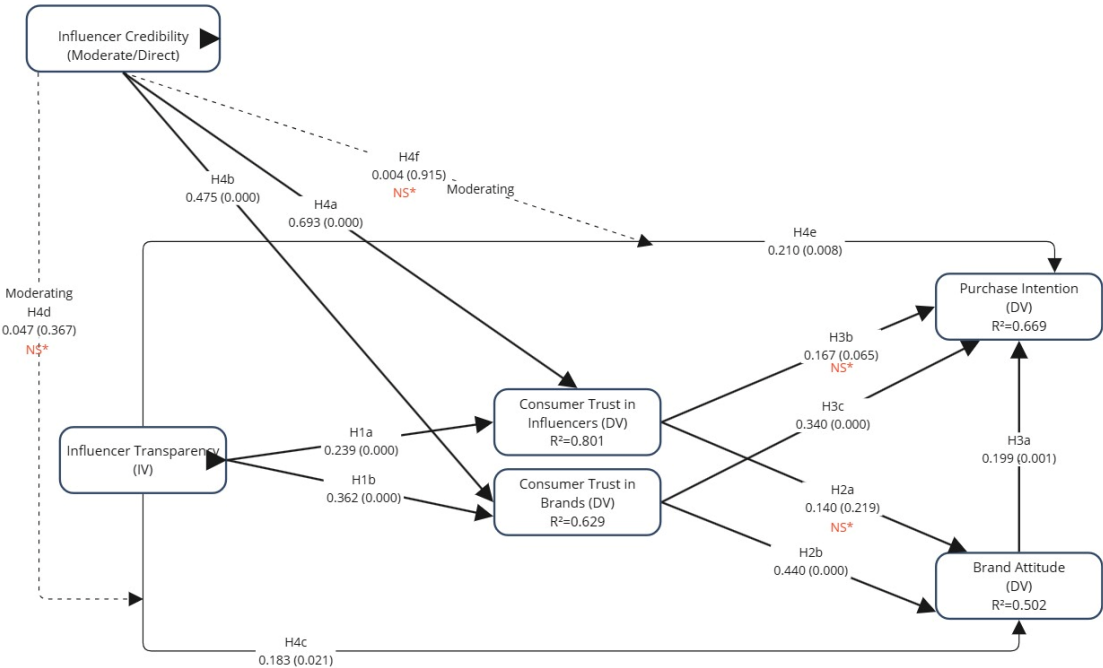 Influencer Credibility
(Moderate/Direct)
H4f
0.004 (0.915)
NS*
Moderating
H4b
0.475 (0.000)
H4a
0.693 (0.000)
H4e
0.210 (0.008)
Moderating
H4d
0.047 (0.367)
NS*
Purchase Intention
(DV)
R²=0.669
H3b
0.167 (0.065)
NS*
Consumer Trust in
Influencers (DV)
R²=0.801
H3c
0.340 (0.000)
Influencer Transparency
(IV)
H1a
0.239 (0.000)
H3a
0.199 (0.001)
H1b
0.362 (0.000)
Consumer Trust in
Brands (DV)
R²=0.629
H2a
0.140 (0.219)
NS*
H2b
0.440 (0.000)
Brand Attitude
(DV)
R²=0.502
H4c
0.183 (0.021)